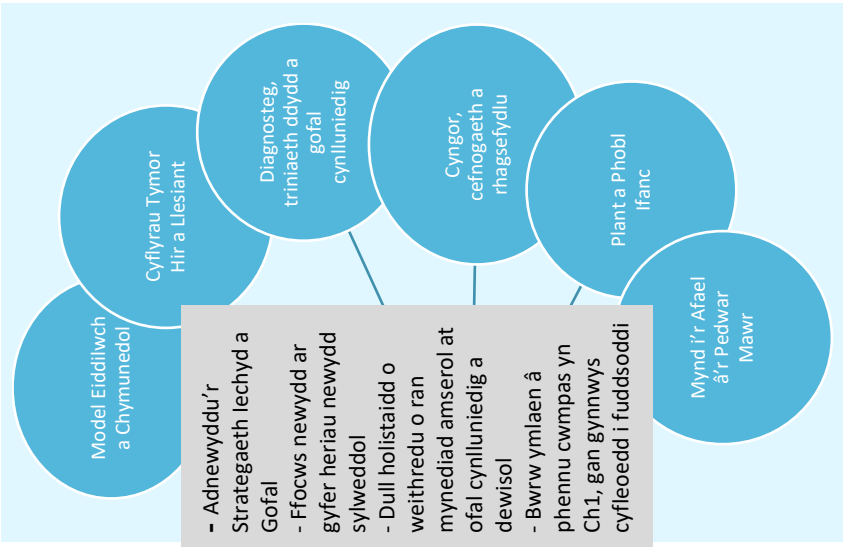 Model Eiddilwch
a Chymunedol
Cyflyrau Tymor
Hir a Llesiant
Diagnosteg,
triniaeth ddydd a
gofal
cynlluniedig
Cyngor,
cefnogaeth a
rhagsefydlu
Plant a Phobl
Ifanc
Mynd i'r Afael
â'r Pedwar
Mawr
- Adnewyddu'r
Strategaeth Iechyd a
Gofal
- Ffocws newydd ar
gyfer heriau newydd
sylweddol
- Dull holistaidd o
weithredu o ran
mynediad amserol at
ofal cynlluniedig a
dewisol
- Bwrw ymlaen â
phennu cwmpas yn
Ch1, gan gynnwys
cyfleoedd i fuddsoddi